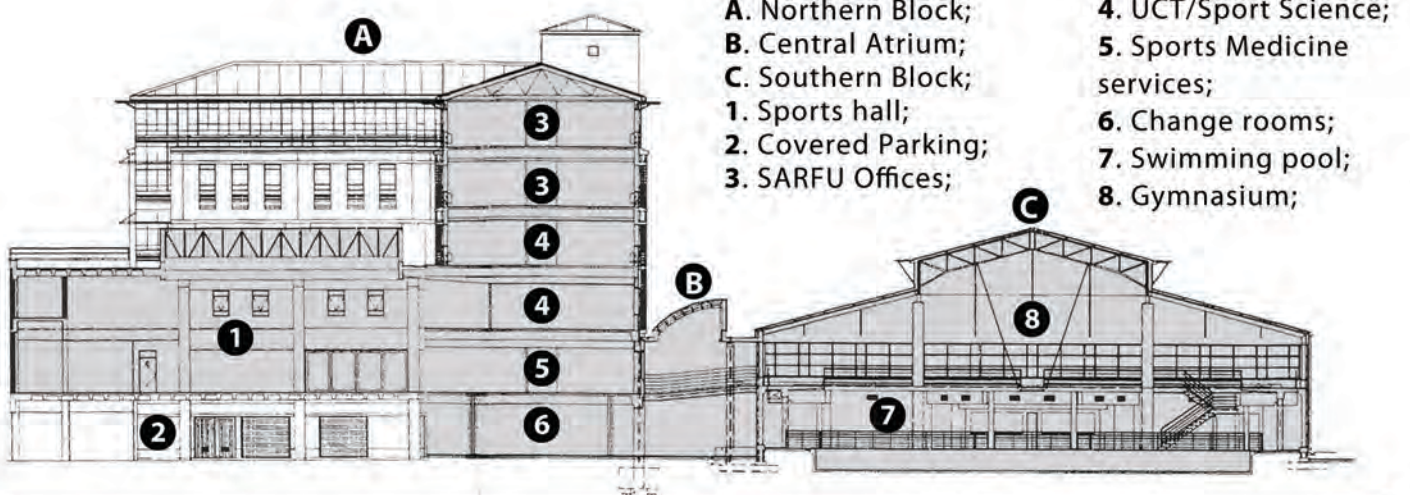 A. Northern Block;
B. Central Atrium;
C. Southern Block;
1. Sports hall;
2. Covered Parking;
3. SARFU Offices;
4. UCT/Sport Science;
5. Sports Medicine
services;
6. Change rooms;
7. Swimming pool;
8. Gymnasium;
A
3
3
4
4
5
6
1
2
B
C
8
7